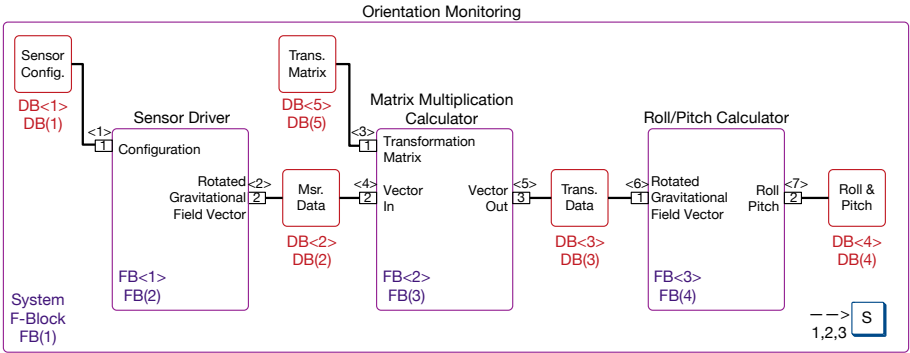 Orientation Monitoring
Sensor
Config.
DB<1>
DB(1)
<1>
1
Sensor Driver
Configuration
Rotated
Gravitational
Field Vector
<2>
2
FB<1>
FB(2)
Msr.
Data
DB<2>
DB(2)
Trans.
Matrix
DB<5>
DB(5)
<3>
1
Matrix Multiplication
Calculator
Transformation
Matrix
<4>
2
Vector
In
Vector
Out
<5>
3
FB<2>
FB(3)
Trans.
Data
DB<3>
DB(3)
Roll/Pitch Calculator
<6>
1
Rotated
Gravitational
Field Vector
Roll
Pitch
<7>
2
FB<3>
FB(4)
Roll &
Pitch
DB<4>
DB(4)
System
F-Block
FB(1)
– –>
1,2,3
S